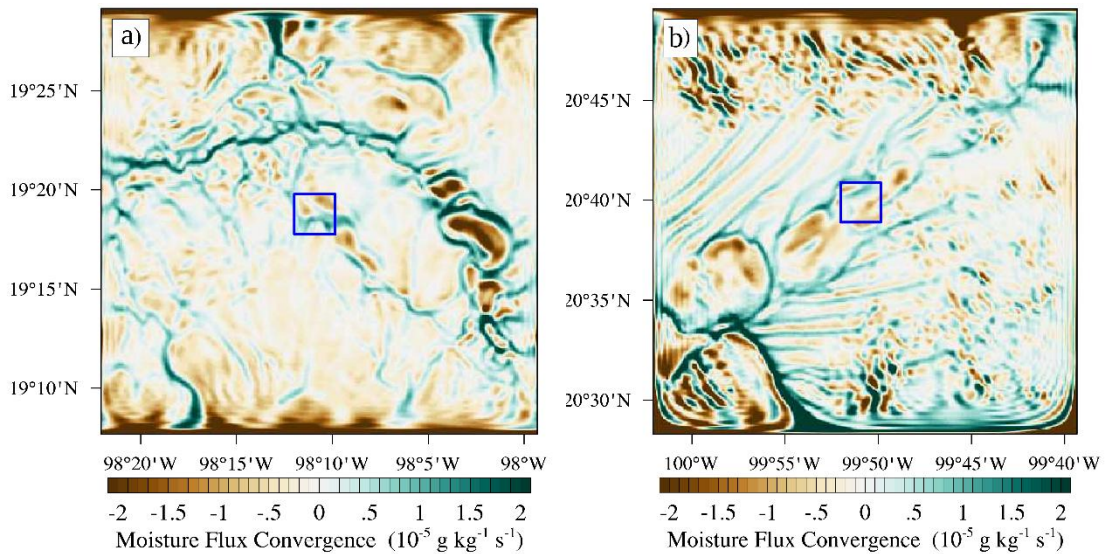 a)
19°25'N
19°20'N
19°15'N
19°10'N
98°20'W 98°15'W 98°10'W 98°5'W 98°W
-2 -1.5 -1 -.5 0 .5 1 1.5 2
Moisture Flux Convergence (10⁻⁵ g kg⁻¹ s⁻¹)
b)
20°45'N
20°40'N
20°35'N
20°30'N
100°W 99°55'W 99°50'W 99°45'W 99°40'W
-2 -1.5 -1 -.5 0 .5 1 1.5 2
Moisture Flux Convergence (10⁻⁵ g kg⁻¹ s⁻¹)